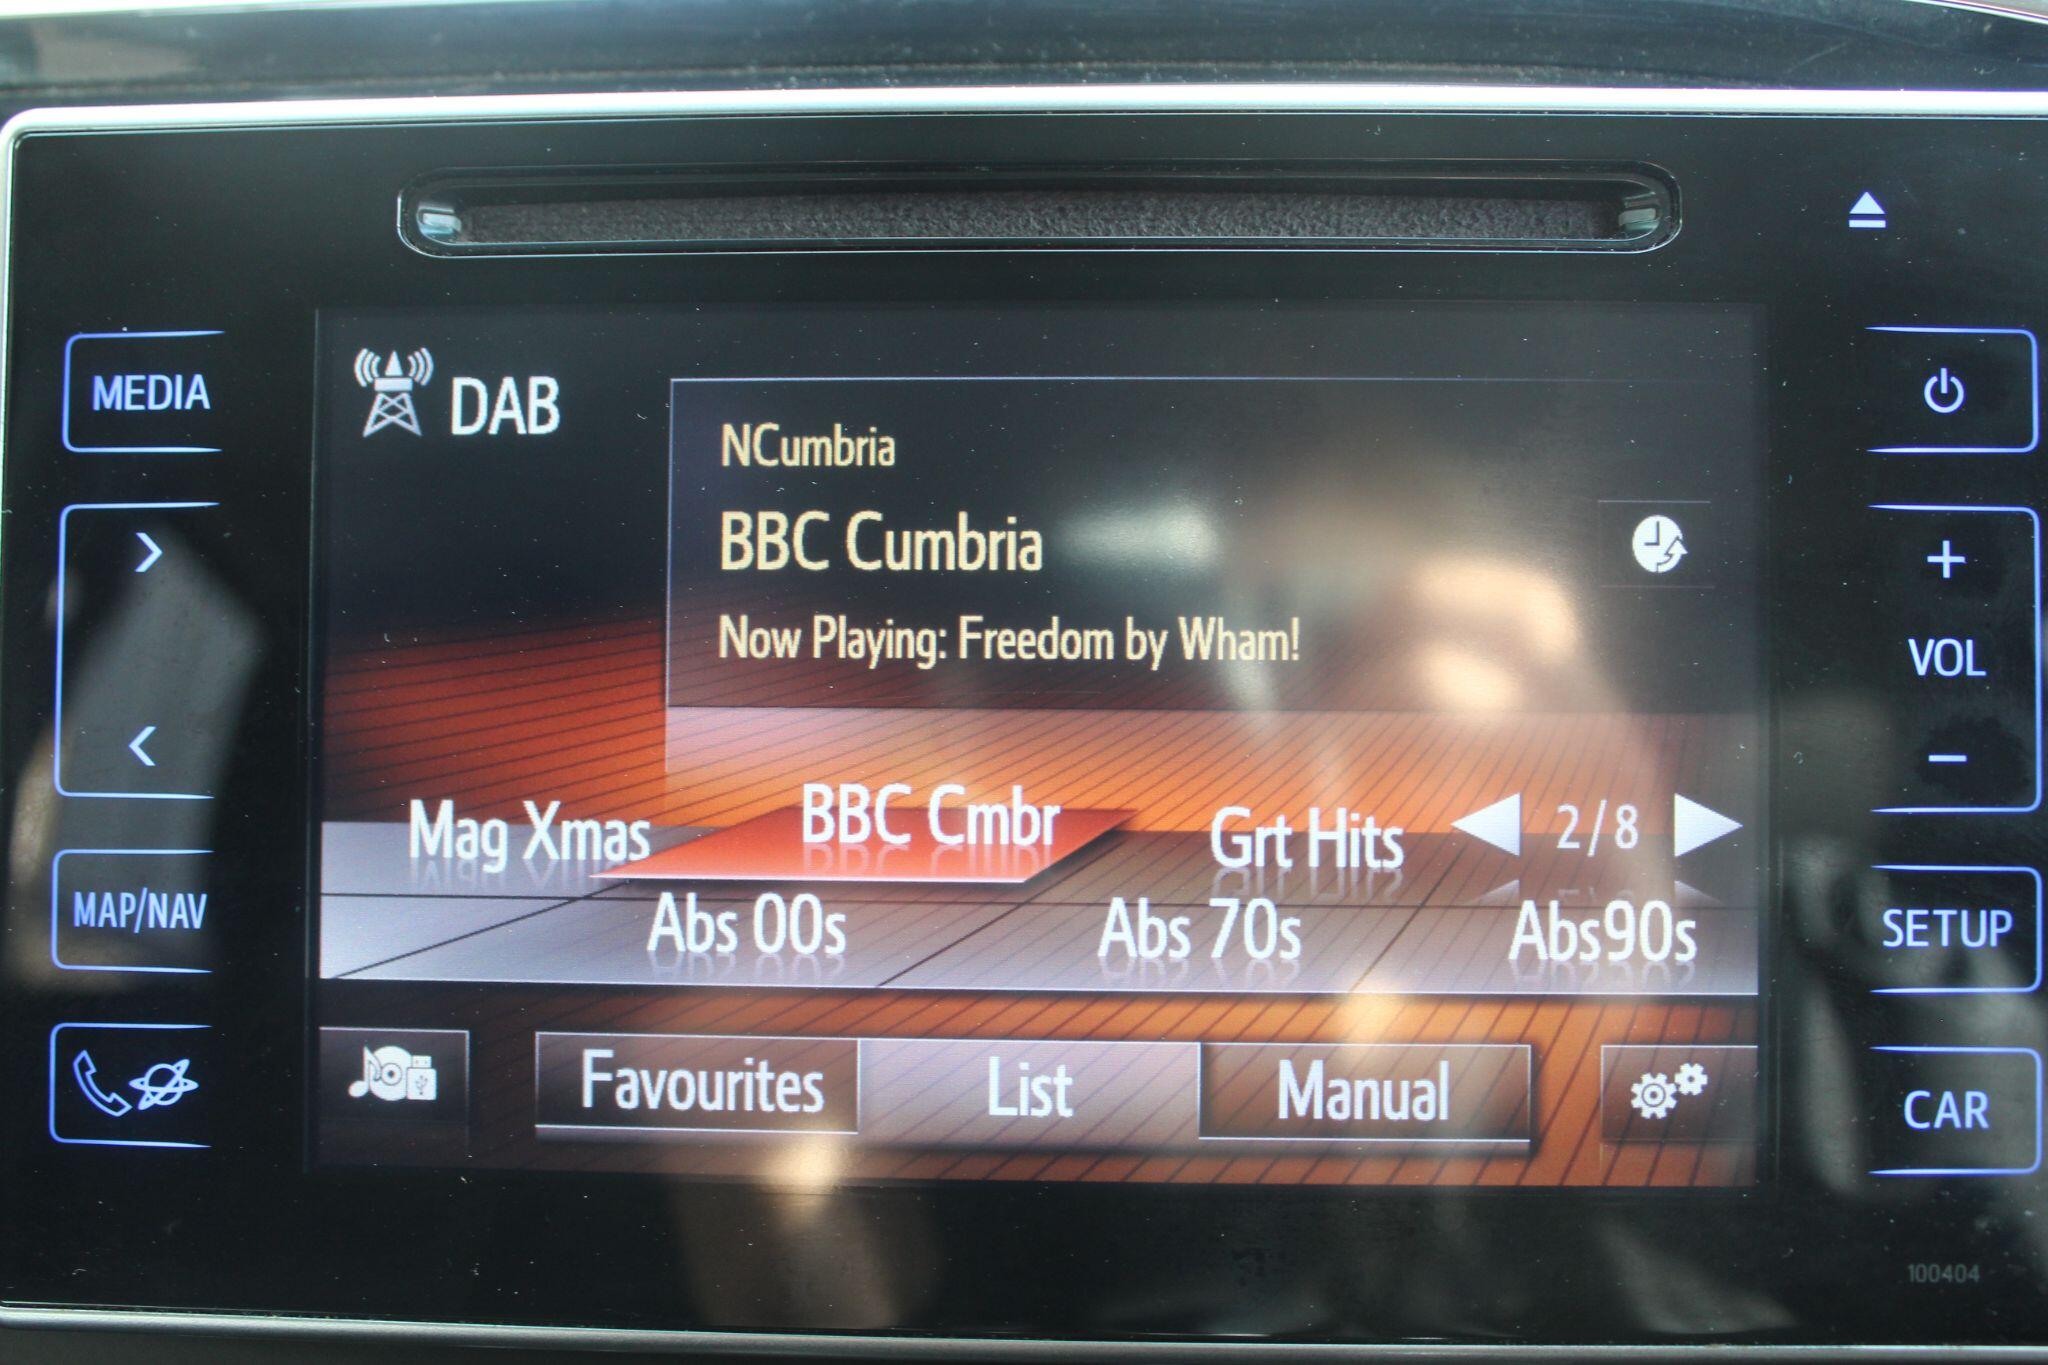 MEDIA
MAP/NAV
DAB
NCumbria
BBC Cumbria
Now Playing: Freedom by Wham!
Mag Xmas
BBC Cmbr
Grt Hits
2/8
Abs 00s
Abs 70s
Abs90s
Favourites
List
Manual
+
VOL
-
SETUP
CAR
100404